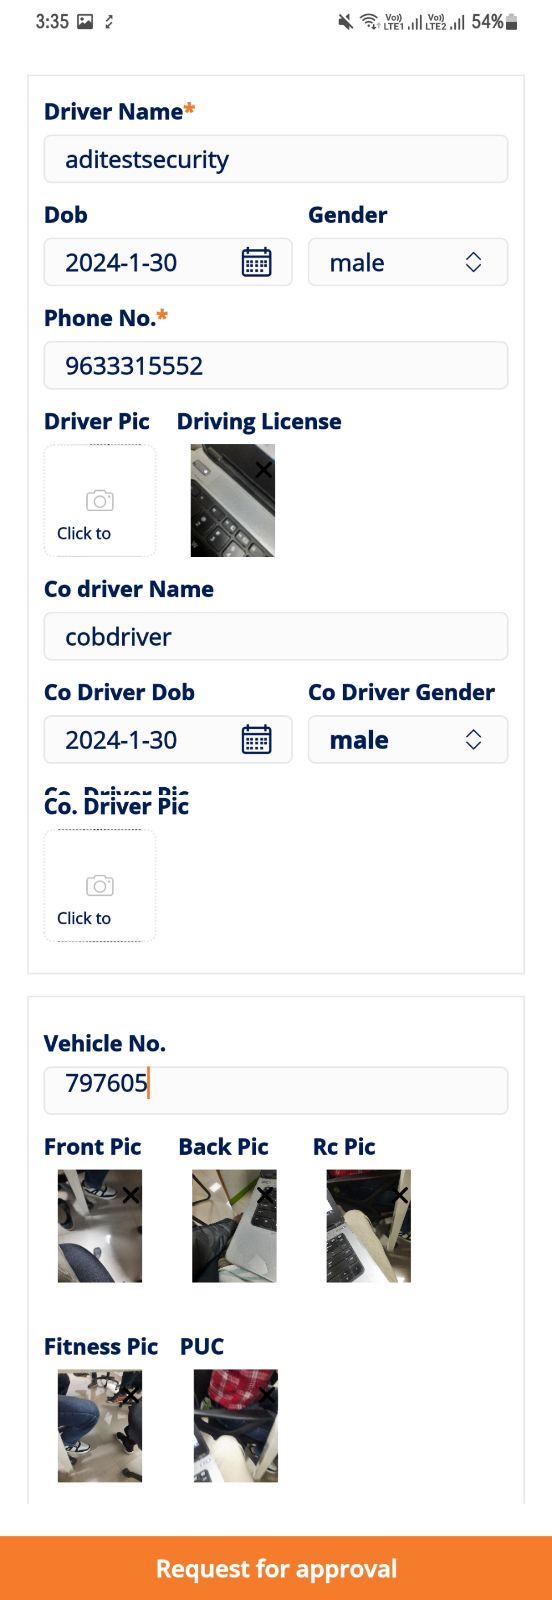 3:35 54%
Vo)) LTE1 Vo)) LTE2
Driver Name*
aditestsecurity
Dob Gender
2024-1-30 male
Phone No.*
9633315552
Driver Pic Driving License
Click to
Co driver Name
cobdriver
Co Driver Dob Co Driver Gender
2024-1-30 male
Co. Driver Pic
Co. Driver Pic
Click to
Vehicle No.
797605
Front Pic Back Pic Rc Pic
Fitness Pic PUC
Request for approval